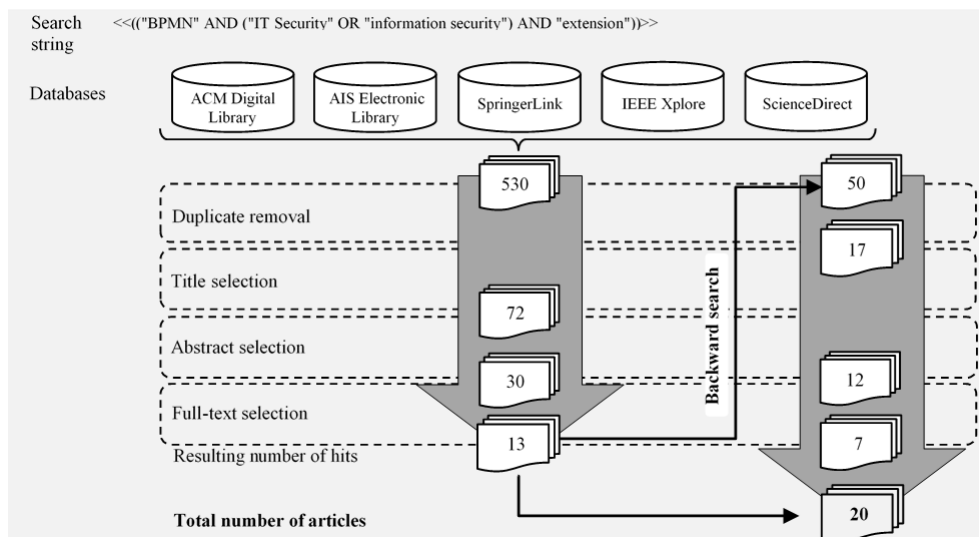 Search string
<<(("BPMN" AND ("IT Security" OR "information security") AND "extension"))>>
Databases
ACM Digital
Library
AIS Electronic
Library
SpringerLink
IEEE Xplore
ScienceDirect
530
50
Duplicate removal
17
Title selection
72
Abstract selection
Backward search
30
12
Full-text selection
13
7
Resulting number of hits
20
Total number of articles